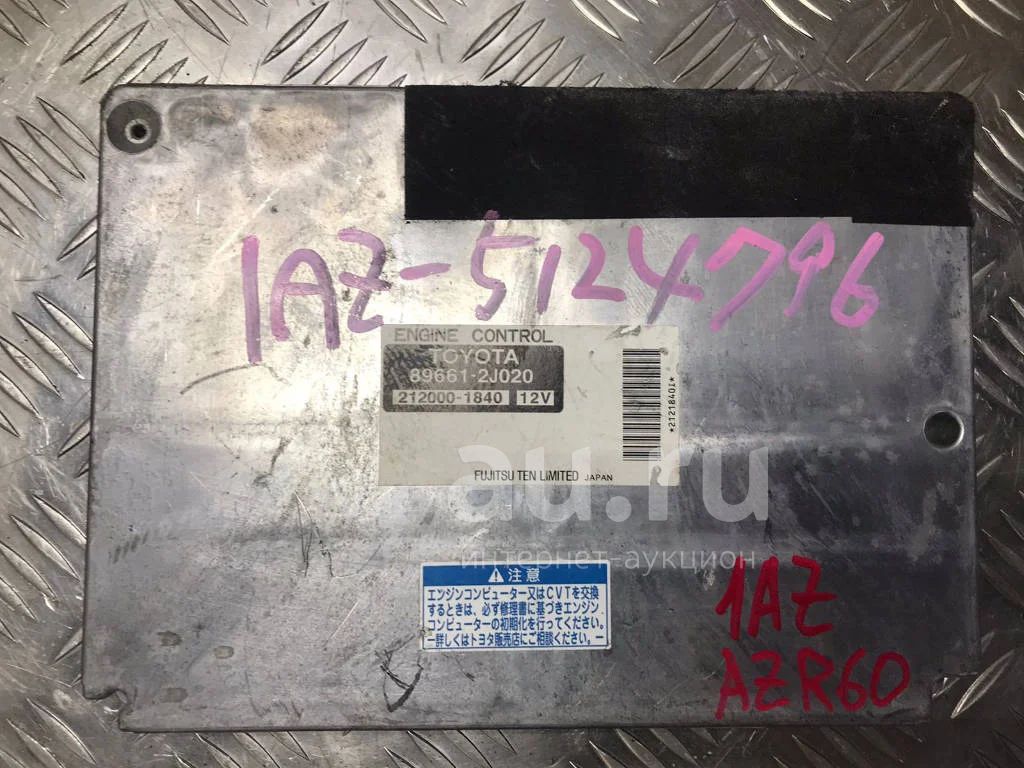 1AZ-5124796
ENGINE CONTROL
TOYOTA
89661-2J020
212000-1840 12V
*21218401*
FUJITSU TEN LIMITED JAPAN
au.ru
интернет-аукцион
注意
エンジンコンピューター又はCVTを交換
するときは、必ず修理書に基づきエンジン
コンピューターの初期化を行ってください。
ー詳しくはトヨタ販売店にご相談ください。ー
1AZ
AZR60